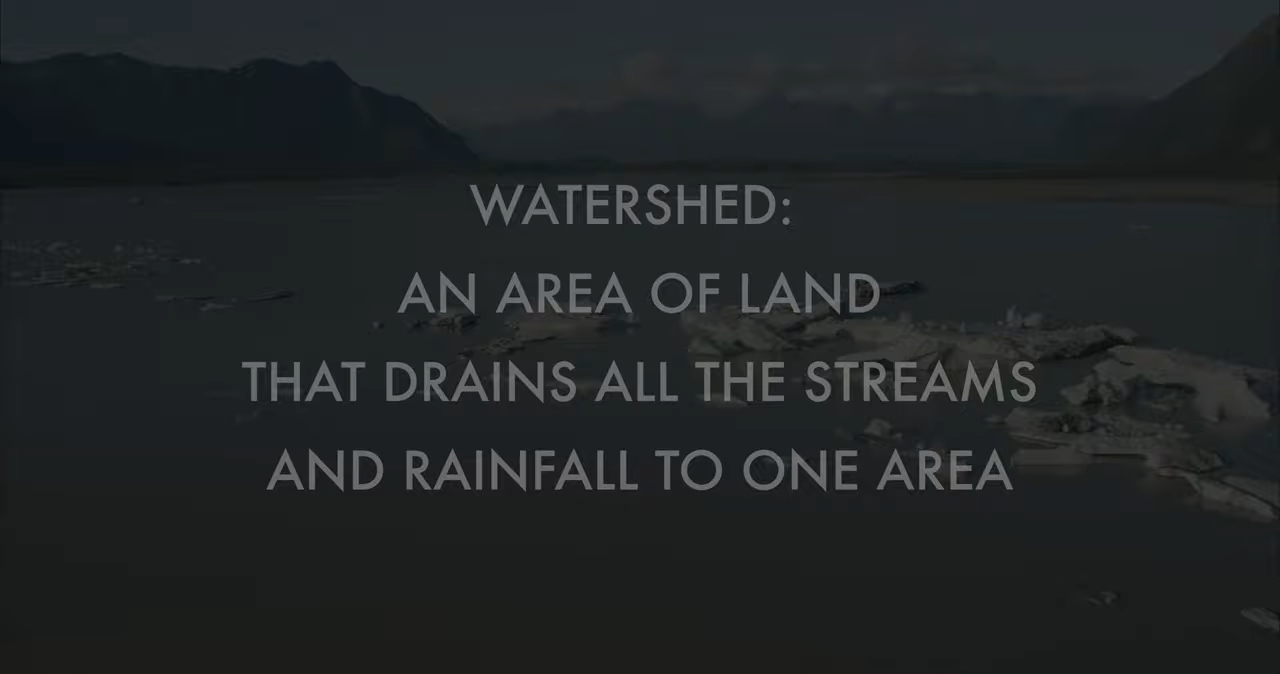 WATERSHED:
AN AREA OF LAND
THAT DRAINS ALL THE STREAMS
AND RAINFALL TO ONE AREA